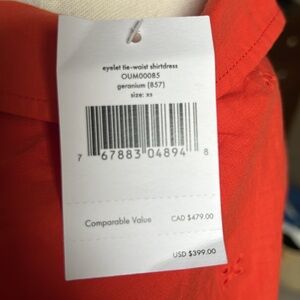 eyelet tie-waist shirtdress
OUM00085
geranium (857)
size: xs
7 67883 04894 8
Comparable Value CAD $479.00
USD $399.00